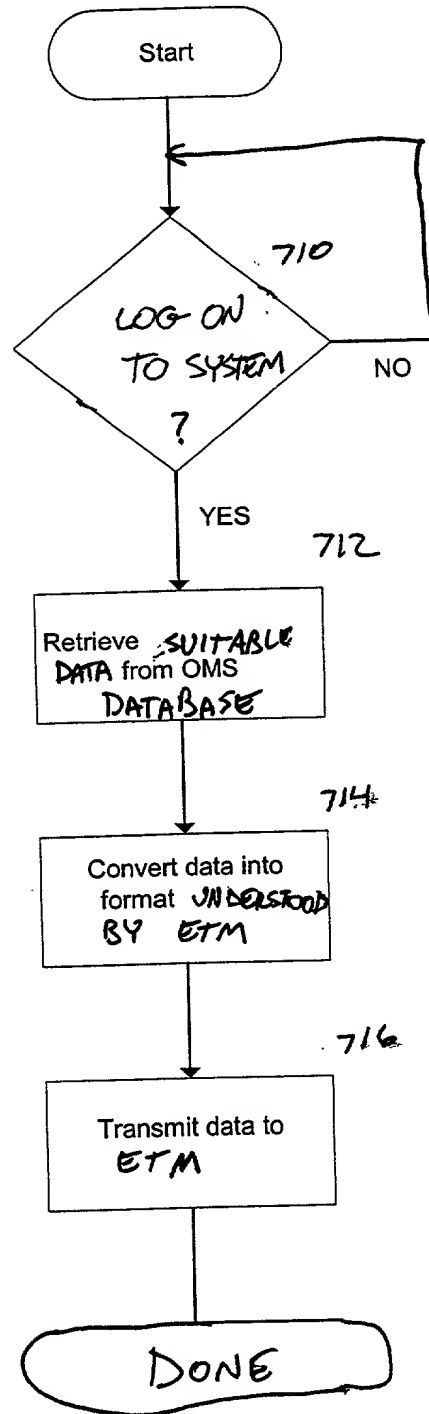 Start
710
LOG ON
TO SYSTEM
?
NO
YES
712
Retrieve SUITABLE
DATA from OMS
DATABASE
714
Convert data into
format UNDERSTOOD
BY ETM
716
Transmit data to
ETM
DONE